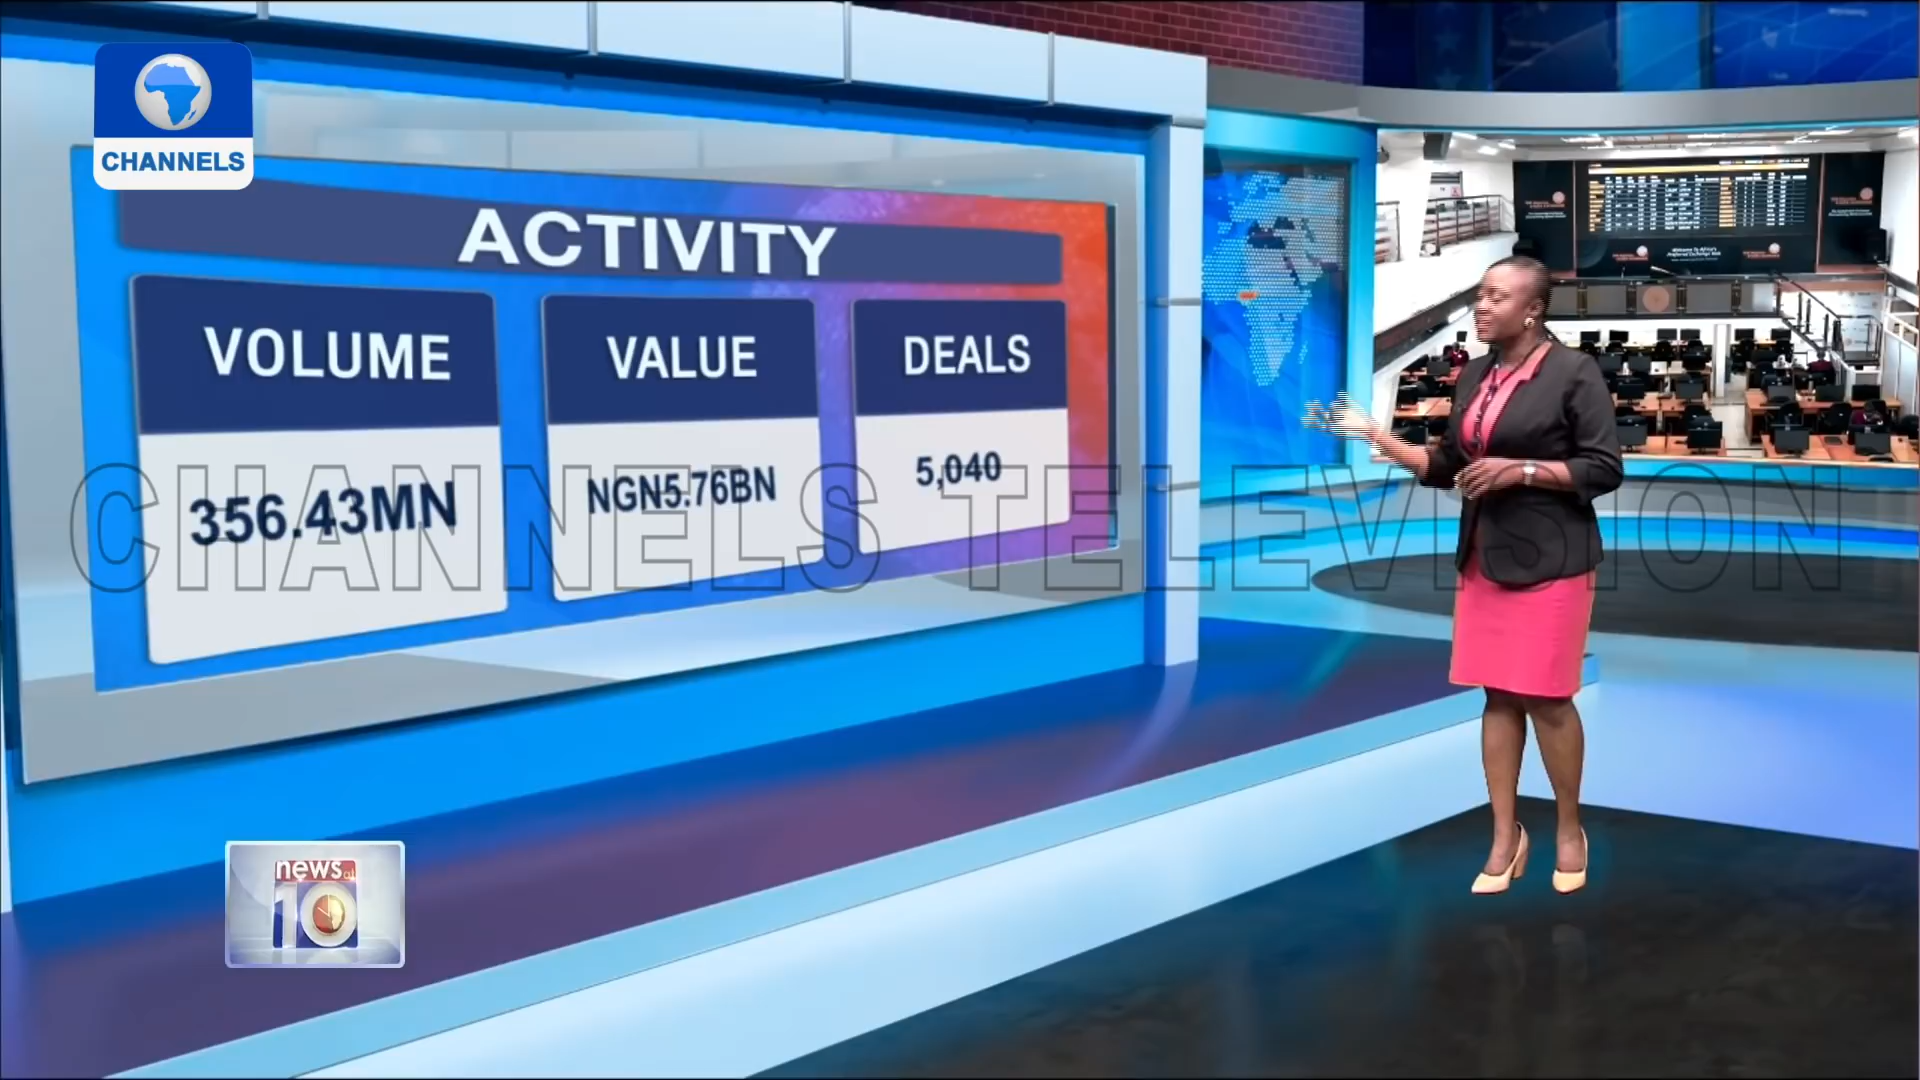 CHANNELS
ACTIVITY
VOLUME
VALUE
DEALS
356.43MN
NGN5.76BN
5,040
CHANNELS TELEVISION
news at
10